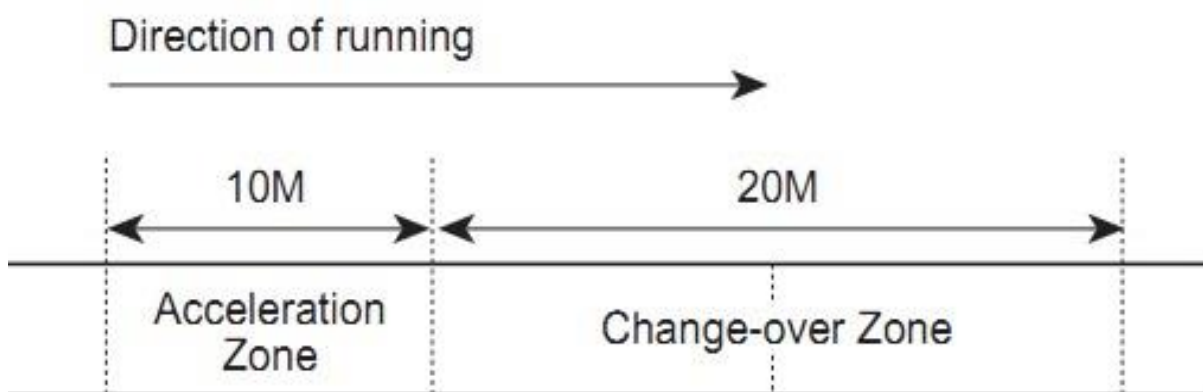 Direction of running
10M
20M
Acceleration
Zone
Change-over Zone